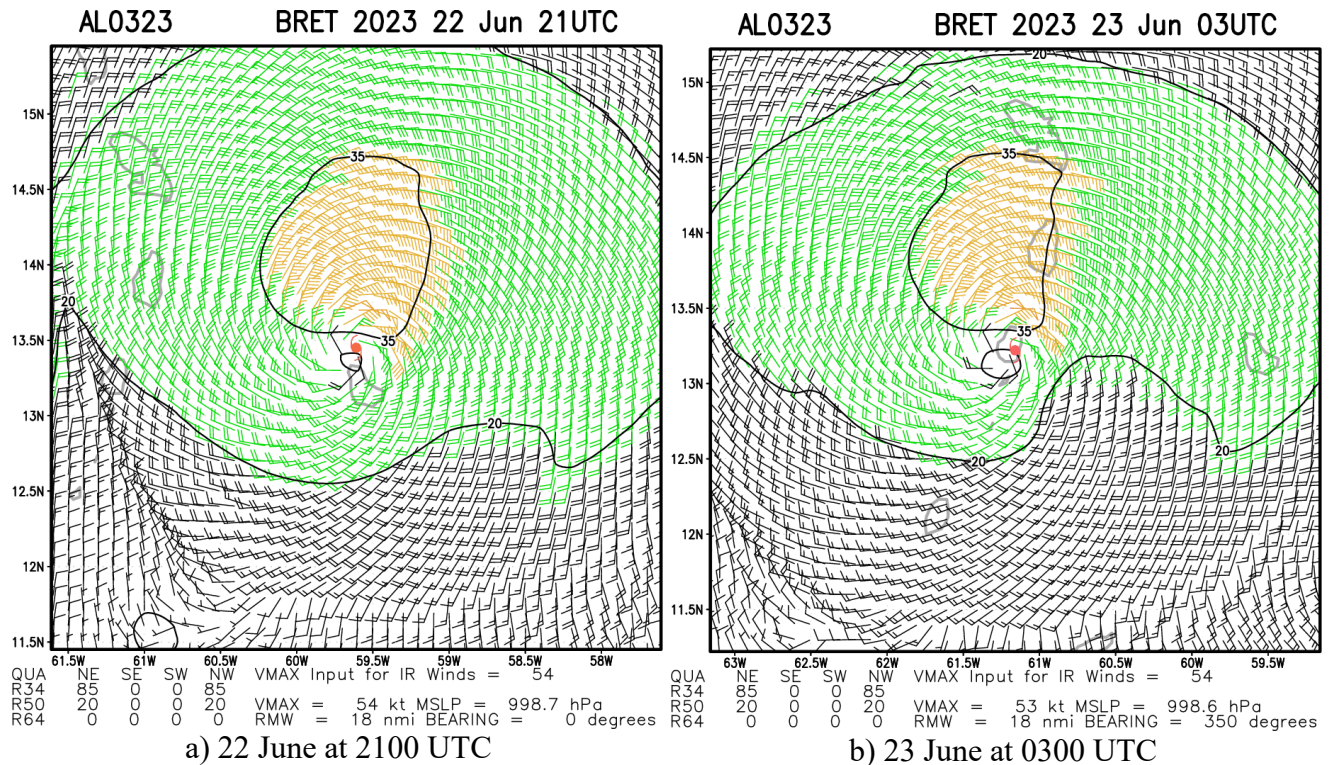 AL0323 BRET 2023 22 Jun 21UTC
15N
14.5N
14N
13.5N
13N
12.5N
12N
11.5N
35
35
20
20
61.5W 61W 60.5W 60W 59.5W 59W 58.5W 58W
QUA NE SE SW NW VMAX Input for IR Winds = 54
R34 85 0 0 85
R50 20 0 0 20 VMAX = 54 kt MSLP = 998.7 hPa
R64 0 0 0 0 RMW = 18 nmi BEARING = 0 degrees
a) 22 June at 2100 UTC
AL0323 BRET 2023 23 Jun 03UTC
20
15N
14.5N
14N
13.5N
13N
12.5N
12N
11.5N
35
35
20
20
63W 62.5W 62W 61.5W 61W 60.5W 60W 59.5W
QUA NE SE SW NW VMAX Input for IR Winds = 54
R34 85 0 0 85
R50 20 0 0 20 VMAX = 53 kt MSLP = 998.6 hPa
R64 0 0 0 0 RMW = 18 nmi BEARING = 350 degrees
b) 23 June at 0300 UTC